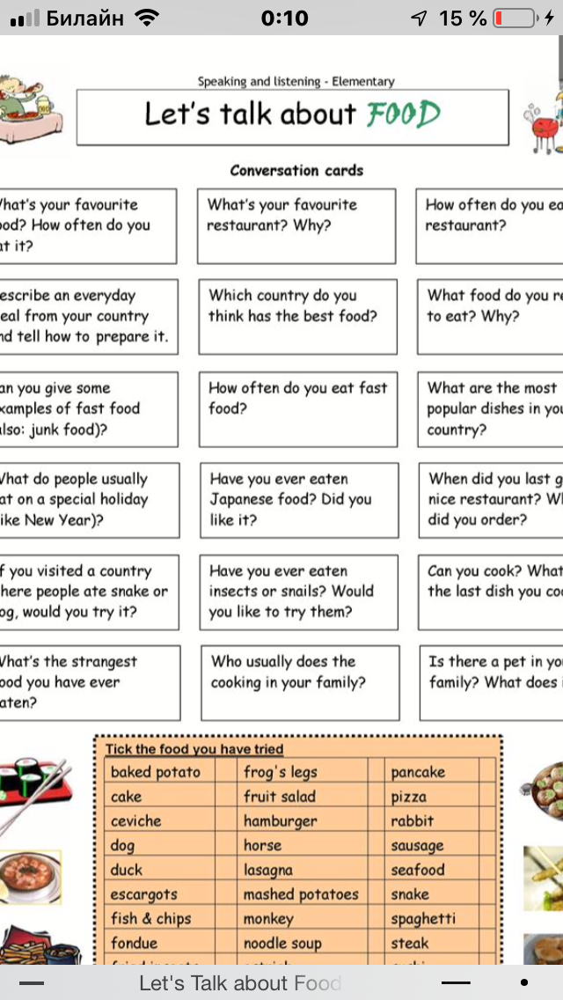 Билайн
0:10
15 %
Speaking and listening - Elementary
Let's talk about FOOD
Conversation cards
hat's your favourite
ood? How often do you
at it?
What's your favourite
restaurant? Why?
How often do you ea
restaurant?
escribe an everyday
eal from your country
nd tell how to prepare it.
Which country do you
think has the best food?
What food do you re
to eat? Why?
an you give some
xamples of fast food
lso: junk food)?
How often do you eat fast
food?
What are the most
popular dishes in you
country?
hat do people usually
at on a special holiday
ike New Year)?
Have you ever eaten
Japanese food? Did you
like it?
When did you last g
nice restaurant? Wh
did you order?
f you visited a country
here people ate snake or
og, would you try it?
Have you ever eaten
insects or snails? Would
you like to try them?
Can you cook? What
the last dish you coo
hat's the strangest
ood you have ever
aten?
Who usually does the
cooking in your family?
Is there a pet in yo
family? What does
Tick the food you have tried
baked potato frog's legs pancake
cake fruit salad pizza
ceviche hamburger rabbit
dog horse sausage
duck lasagna seafood
escargots mashed potatoes snake
fish & chips monkey spaghetti
fondue noodle soup steak
Let's Talk about Food